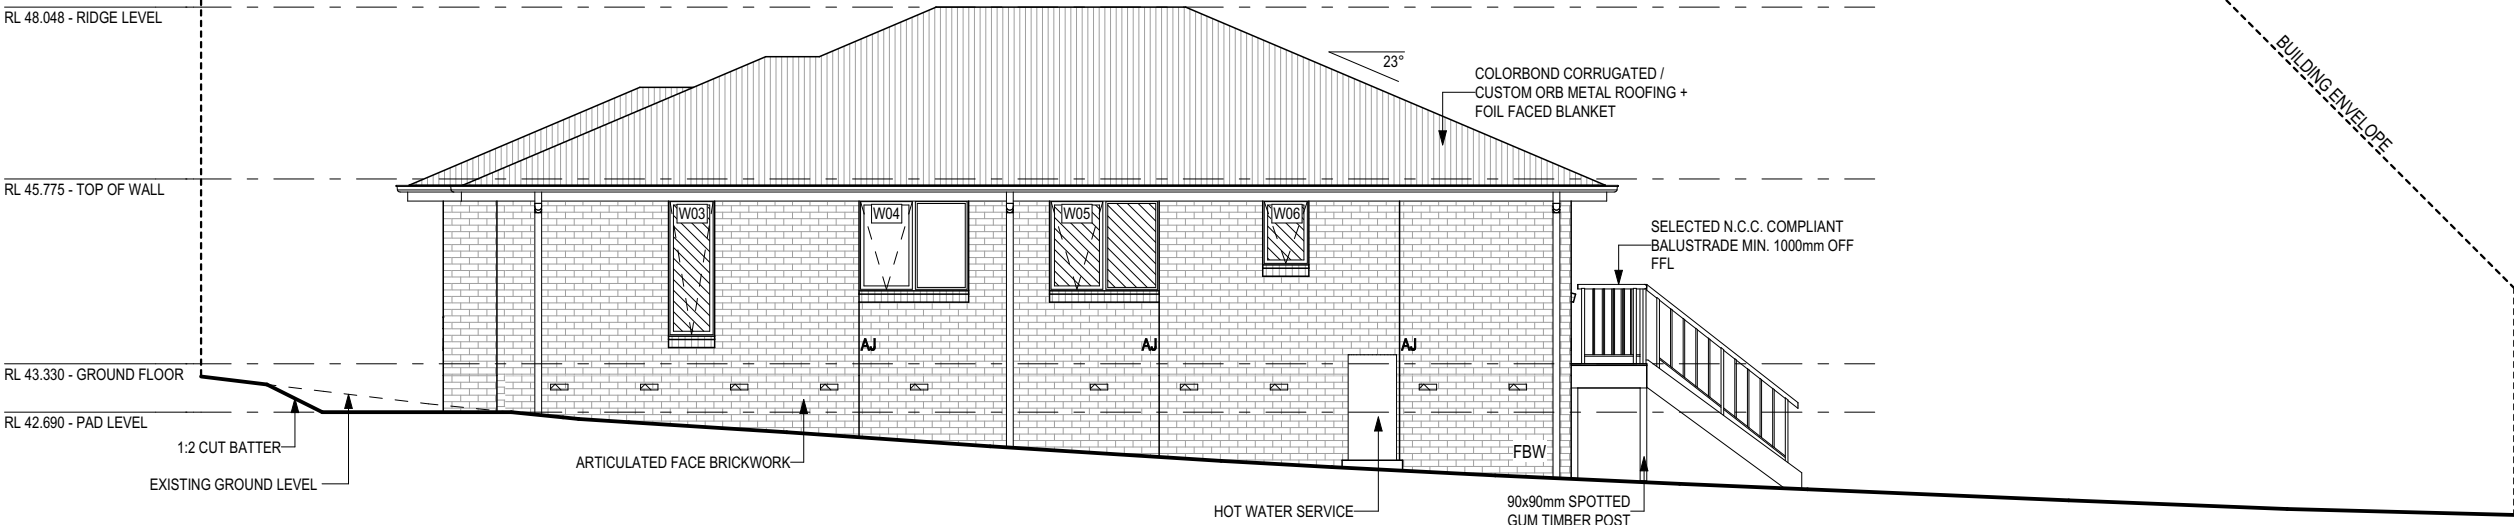 RL 48.048 - RIDGE LEVEL
23°
COLORBOND CORRUGATED /
CUSTOM ORB METAL ROOFING +
FOIL FACED BLANKET
BUILDING ENVELOPE
RL 45.775 - TOP OF WALL
W03
W04
W05
W06
SELECTED N.C.C. COMPLIANT
BALUSTRADE MIN. 1000mm OFF
FFL
AJ
AJ
AJ
RL 43.330 - GROUND FLOOR
RL 42.690 - PAD LEVEL
1:2 CUT BATTER
EXISTING GROUND LEVEL
ARTICULATED FACE BRICKWORK
FBW
HOT WATER SERVICE
90x90mm SPOTTED
GUM TIMBER POST